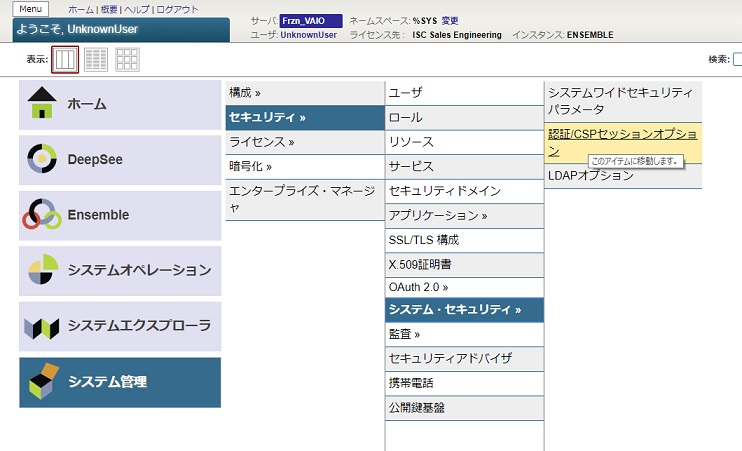 Menu
ホーム | 概要 | ヘルプ | ログアウト
ようこそ, UnknownUser
サーバ: Frzn_VAIO ネームスペース: %SYS 変更
ユーザ: UnknownUser ライセンス先: ISC Sales Engineering インスタンス: ENSEMBLE
表示:
検索:
ホーム
DeepSee
Ensemble
システムオペレーション
システムエクスプローラ
システム管理
構成 »
セキュリティ »
ライセンス »
暗号化 »
エンタープライズ・マネージ
ャ
ユーザ
ロール
リソース
サービス
セキュリティドメイン
アプリケーション »
SSL/TLS 構成
X.509証明書
OAuth 2.0 »
システム・セキュリティ »
監査 »
セキュリティアドバイザ
携帯電話
公開鍵基盤
システムワイドセキュリティ
パラメータ
認証/CSPセッションオプショ
ン
このアイテムに移動します。
LDAPオプション